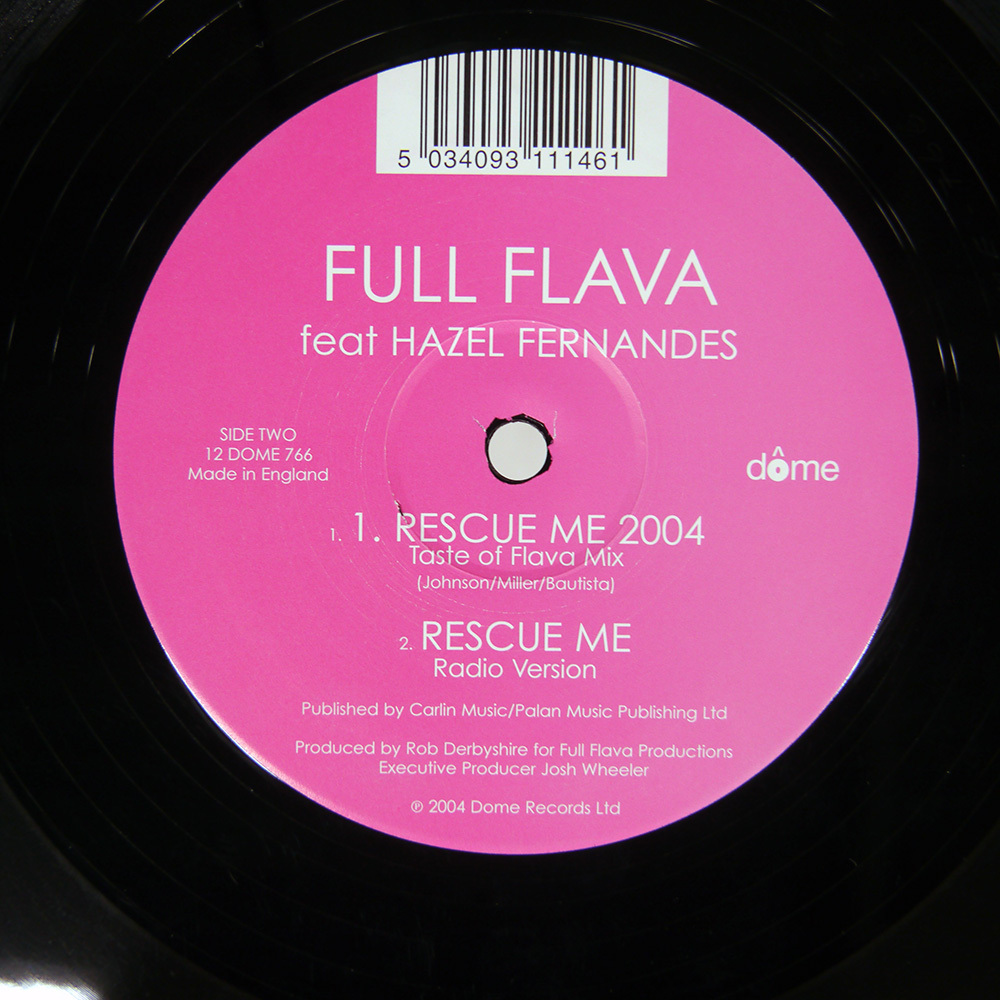 5 034093 111461
FULL FLAVA
feat HAZEL FERNANDES
SIDE TWO
12 DOME 766
Made in England
dôme
1. 1. RESCUE ME 2004
Taste of Flava Mix
(Johnson/Miller/Bautista)
2. RESCUE ME
Radio Version
Published by Carlin Music/Palan Music Publishing Ltd
Produced by Rob Derbyshire for Full Flava Productions
Executive Producer Josh Wheeler
℗ 2004 Dome Records Ltd